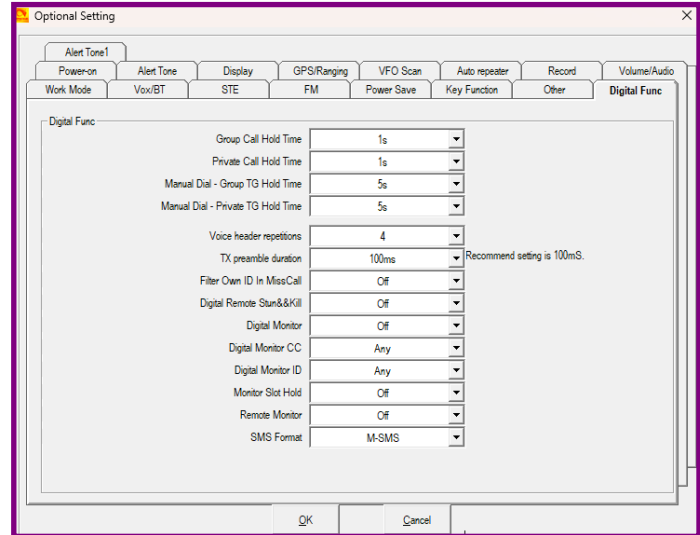 Optional Setting
Alert Tone1
Power-on Alert Tone Display GPS/Ranging VFO Scan Auto repeater Record Volume/Audio
Work Mode Vox/BT STE FM Power Save Key Function Other Digital Func
Digital Func
Group Call Hold Time 1s
Private Call Hold Time 1s
Manual Dial - Group TG Hold Time 5s
Manual Dial - Private TG Hold Time 5s
Voice header repetitions 4
TX preamble duration 100ms Recommend setting is 100mS.
Filter Own ID In MissCall Off
Digital Remote Stun&&Kill Off
Digital Monitor Off
Digital Monitor CC Any
Digital Monitor ID Any
Monitor Slot Hold Off
Remote Monitor Off
SMS Format M-SMS
OK Cancel